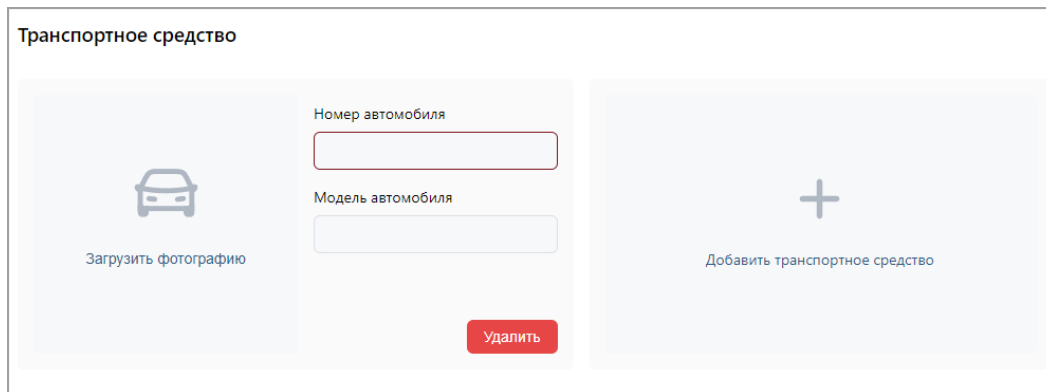 Транспортное средство
Номер автомобиля
Модель автомобиля
Загрузить фотографию
Удалить
Добавить транспортное средство